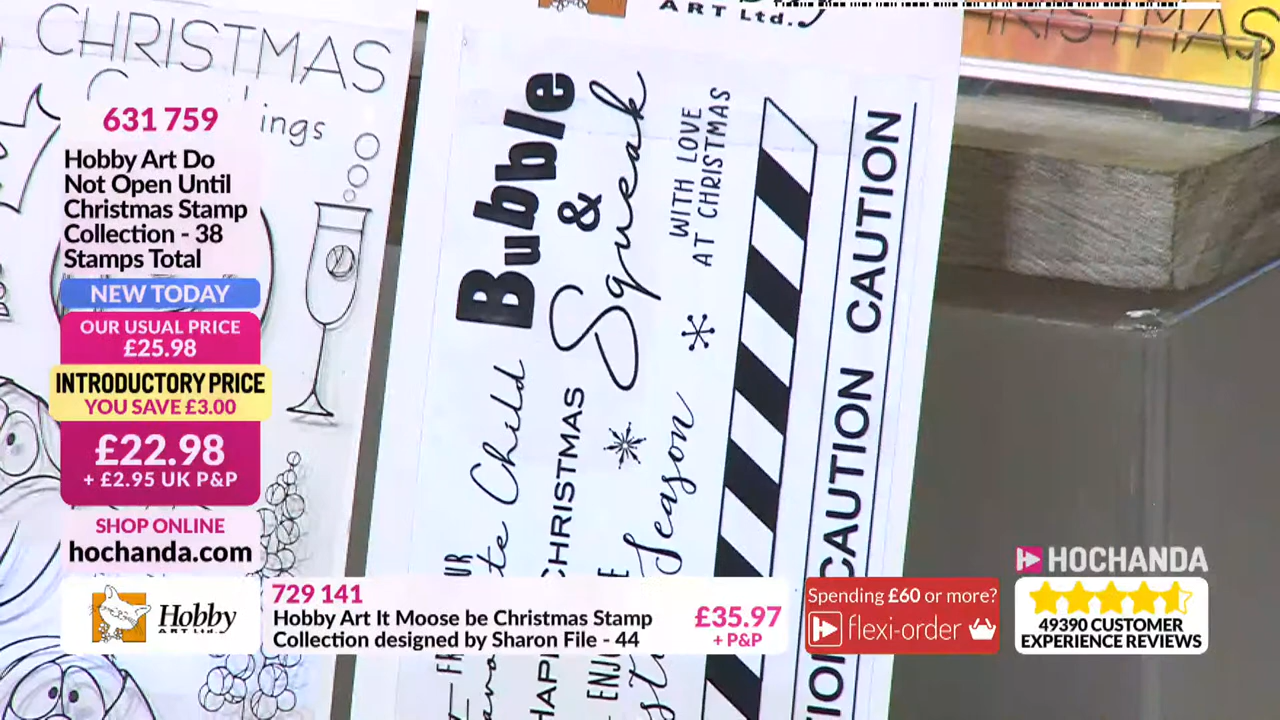 CHRISTMAS
ings
631 759
Hobby Art Do
Not Open Until
Christmas Stamp
Collection - 38
Stamps Total
NEW TODAY
OUR USUAL PRICE
£25.98
INTRODUCTORY PRICE
YOU SAVE £3.00
£22.98
+ £2.95 UK P&P
SHOP ONLINE
hochanda.com
ART Ltd.
Bubble
&
Squeak
WITH LOVE
AT CHRISTMAS
Child
CHRISTMAS
Season
CAUTION CAUTION CAUTION
Hobby
ART Ltd.
729 141
Hobby Art It Moose be Christmas Stamp
Collection designed by Sharon File - 44
£35.97
+ P&P
Spending £60 or more?
flexi-order
HOCHANDA
49390 CUSTOMER
EXPERIENCE REVIEWS